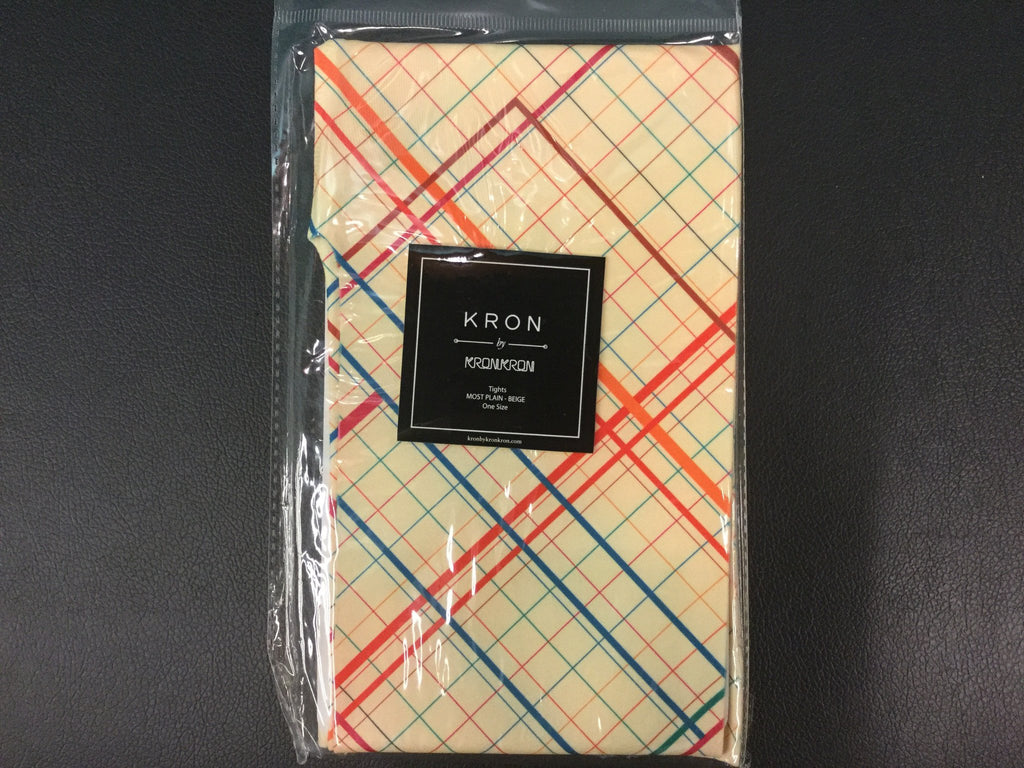 KRON
by
KRONKRON
Tights
MOST PLAIN - BEIGE
One Size
kronbykronkron.com